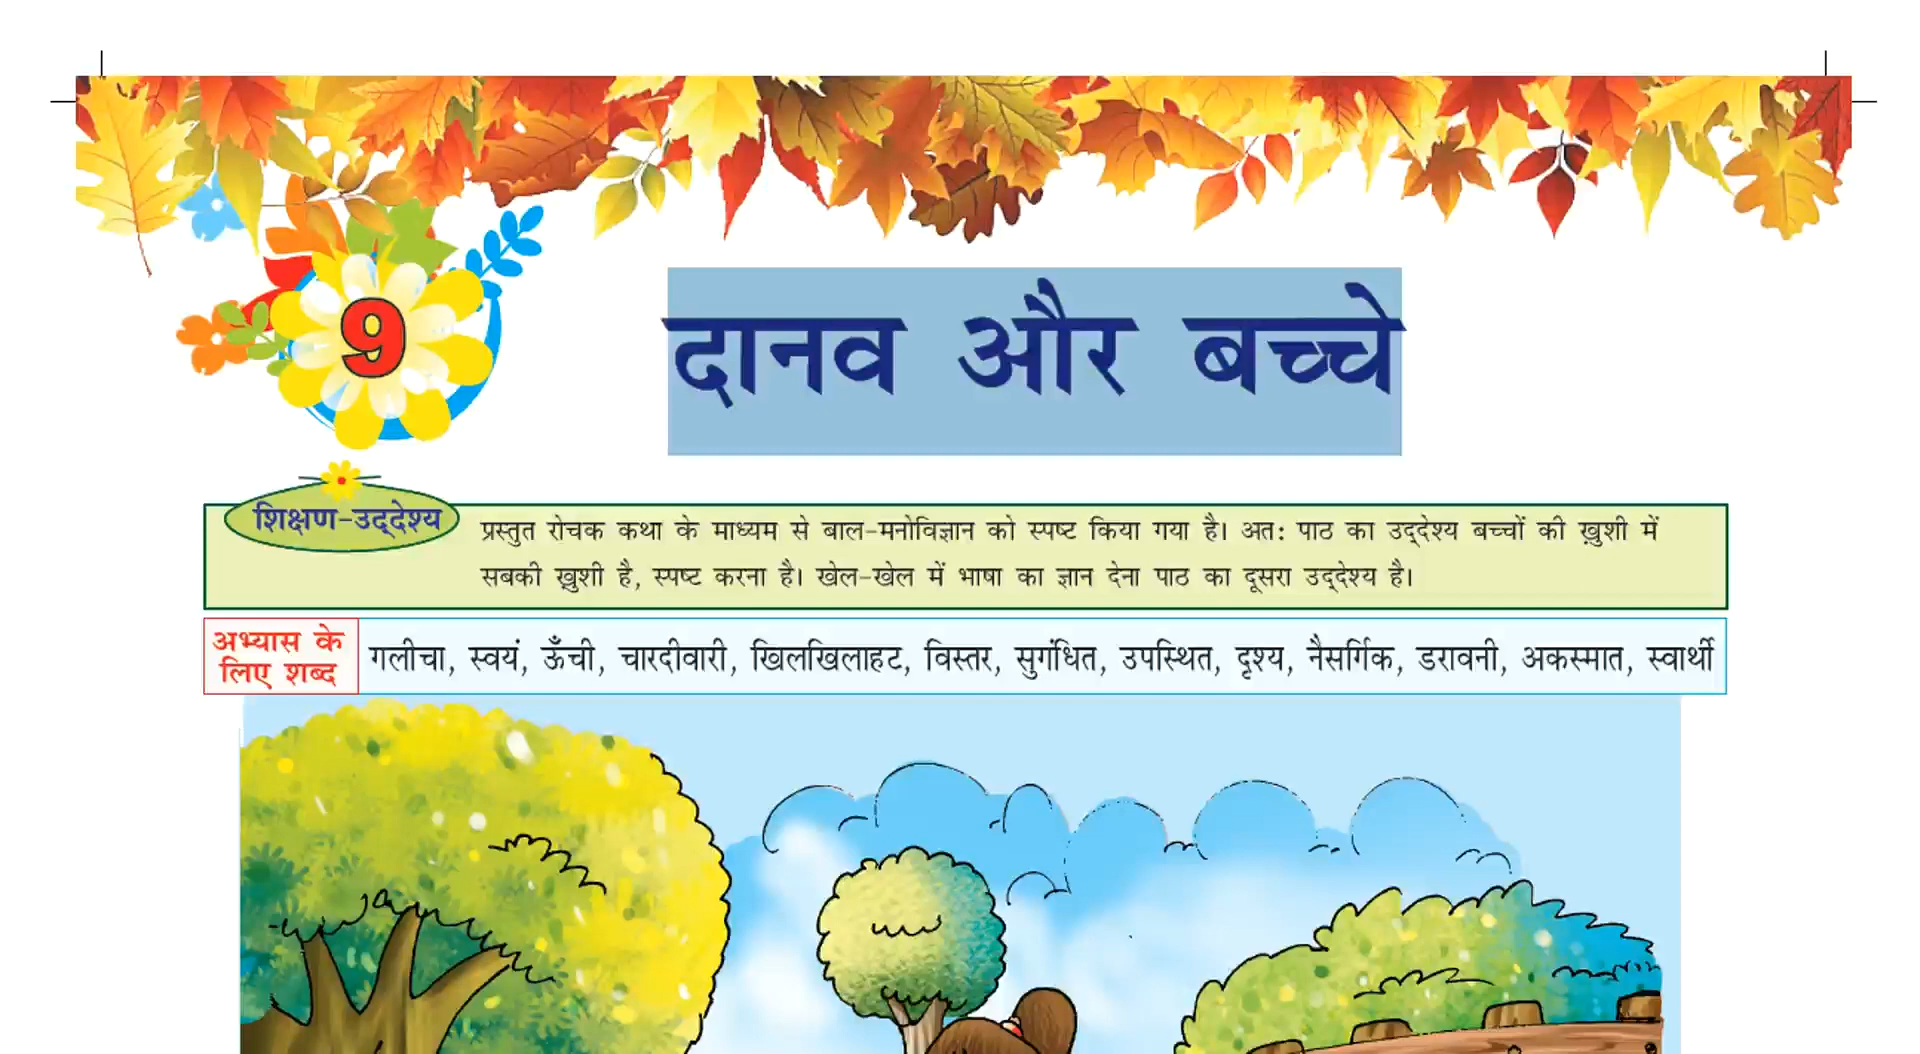 9
दानव और बच्चे
शिक्षण-उद्‌देश्य
प्रस्तुत रोचक कथा के माध्यम से बाल-मनोविज्ञान को स्पष्ट किया गया है। अत: पाठ का उद्‌देश्य बच्चों की ख़ुशी में
सबकी ख़ुशी है, स्पष्ट करना है। खेल-खेल में भाषा का ज्ञान देना पाठ का दूसरा उद्‌देश्य है।
अभ्यास के
लिए शब्द
गलीचा, स्वयं, ऊँची, चारदीवारी, खिलखिलाहट, विस्तर, सुगंधित, उपस्थित, दृश्य, नैसर्गिक, डरावनी, अकस्मात, स्वार्थी